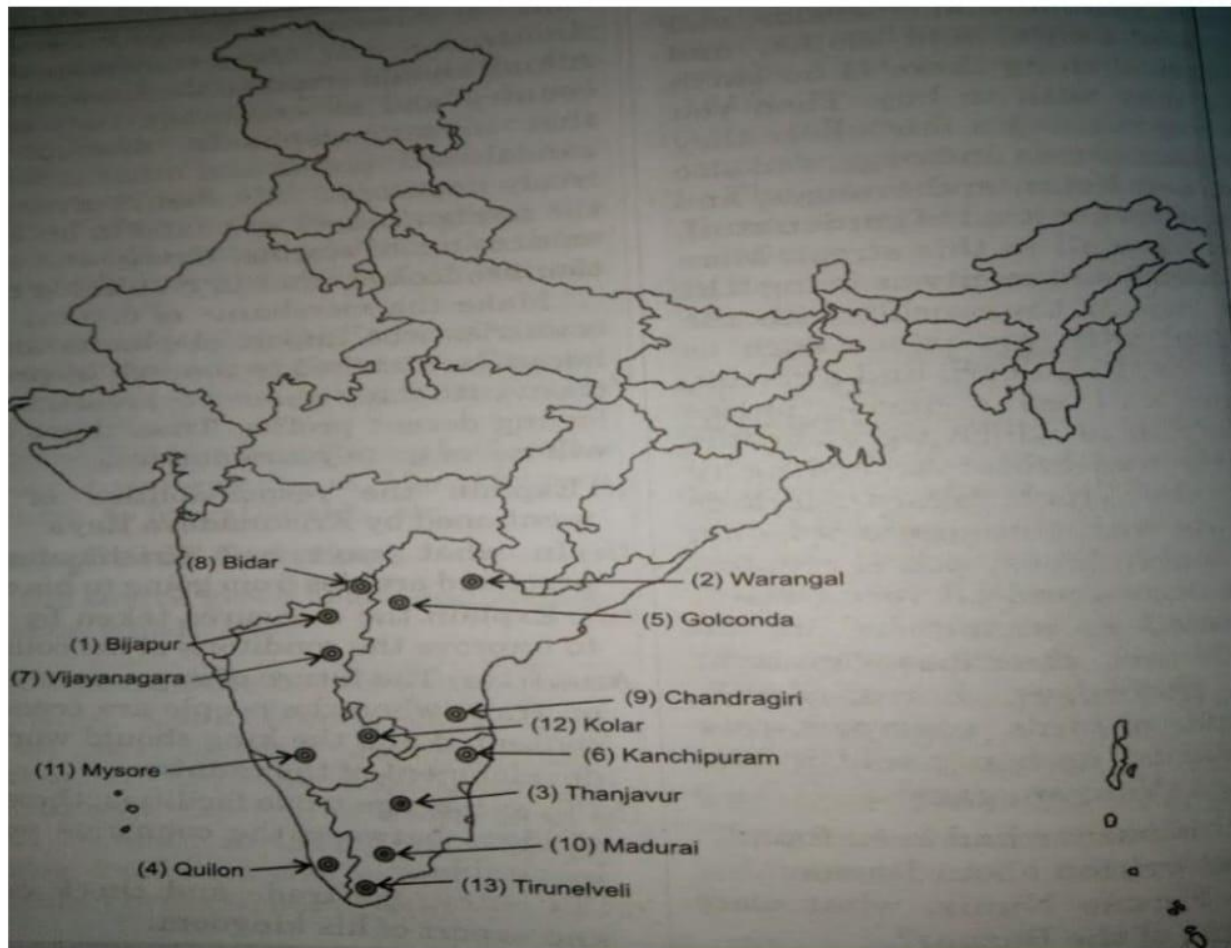 (8) Bidar
(2) Warangal
(5) Golconda
(1) Bijapur
(7) Vijayanagara
(9) Chandragiri
(12) Kolar
(6) Kanchipuram
(11) Mysore
(3) Thanjavur
(10) Madurai
(4) Quilon
(13) Tirunelveli